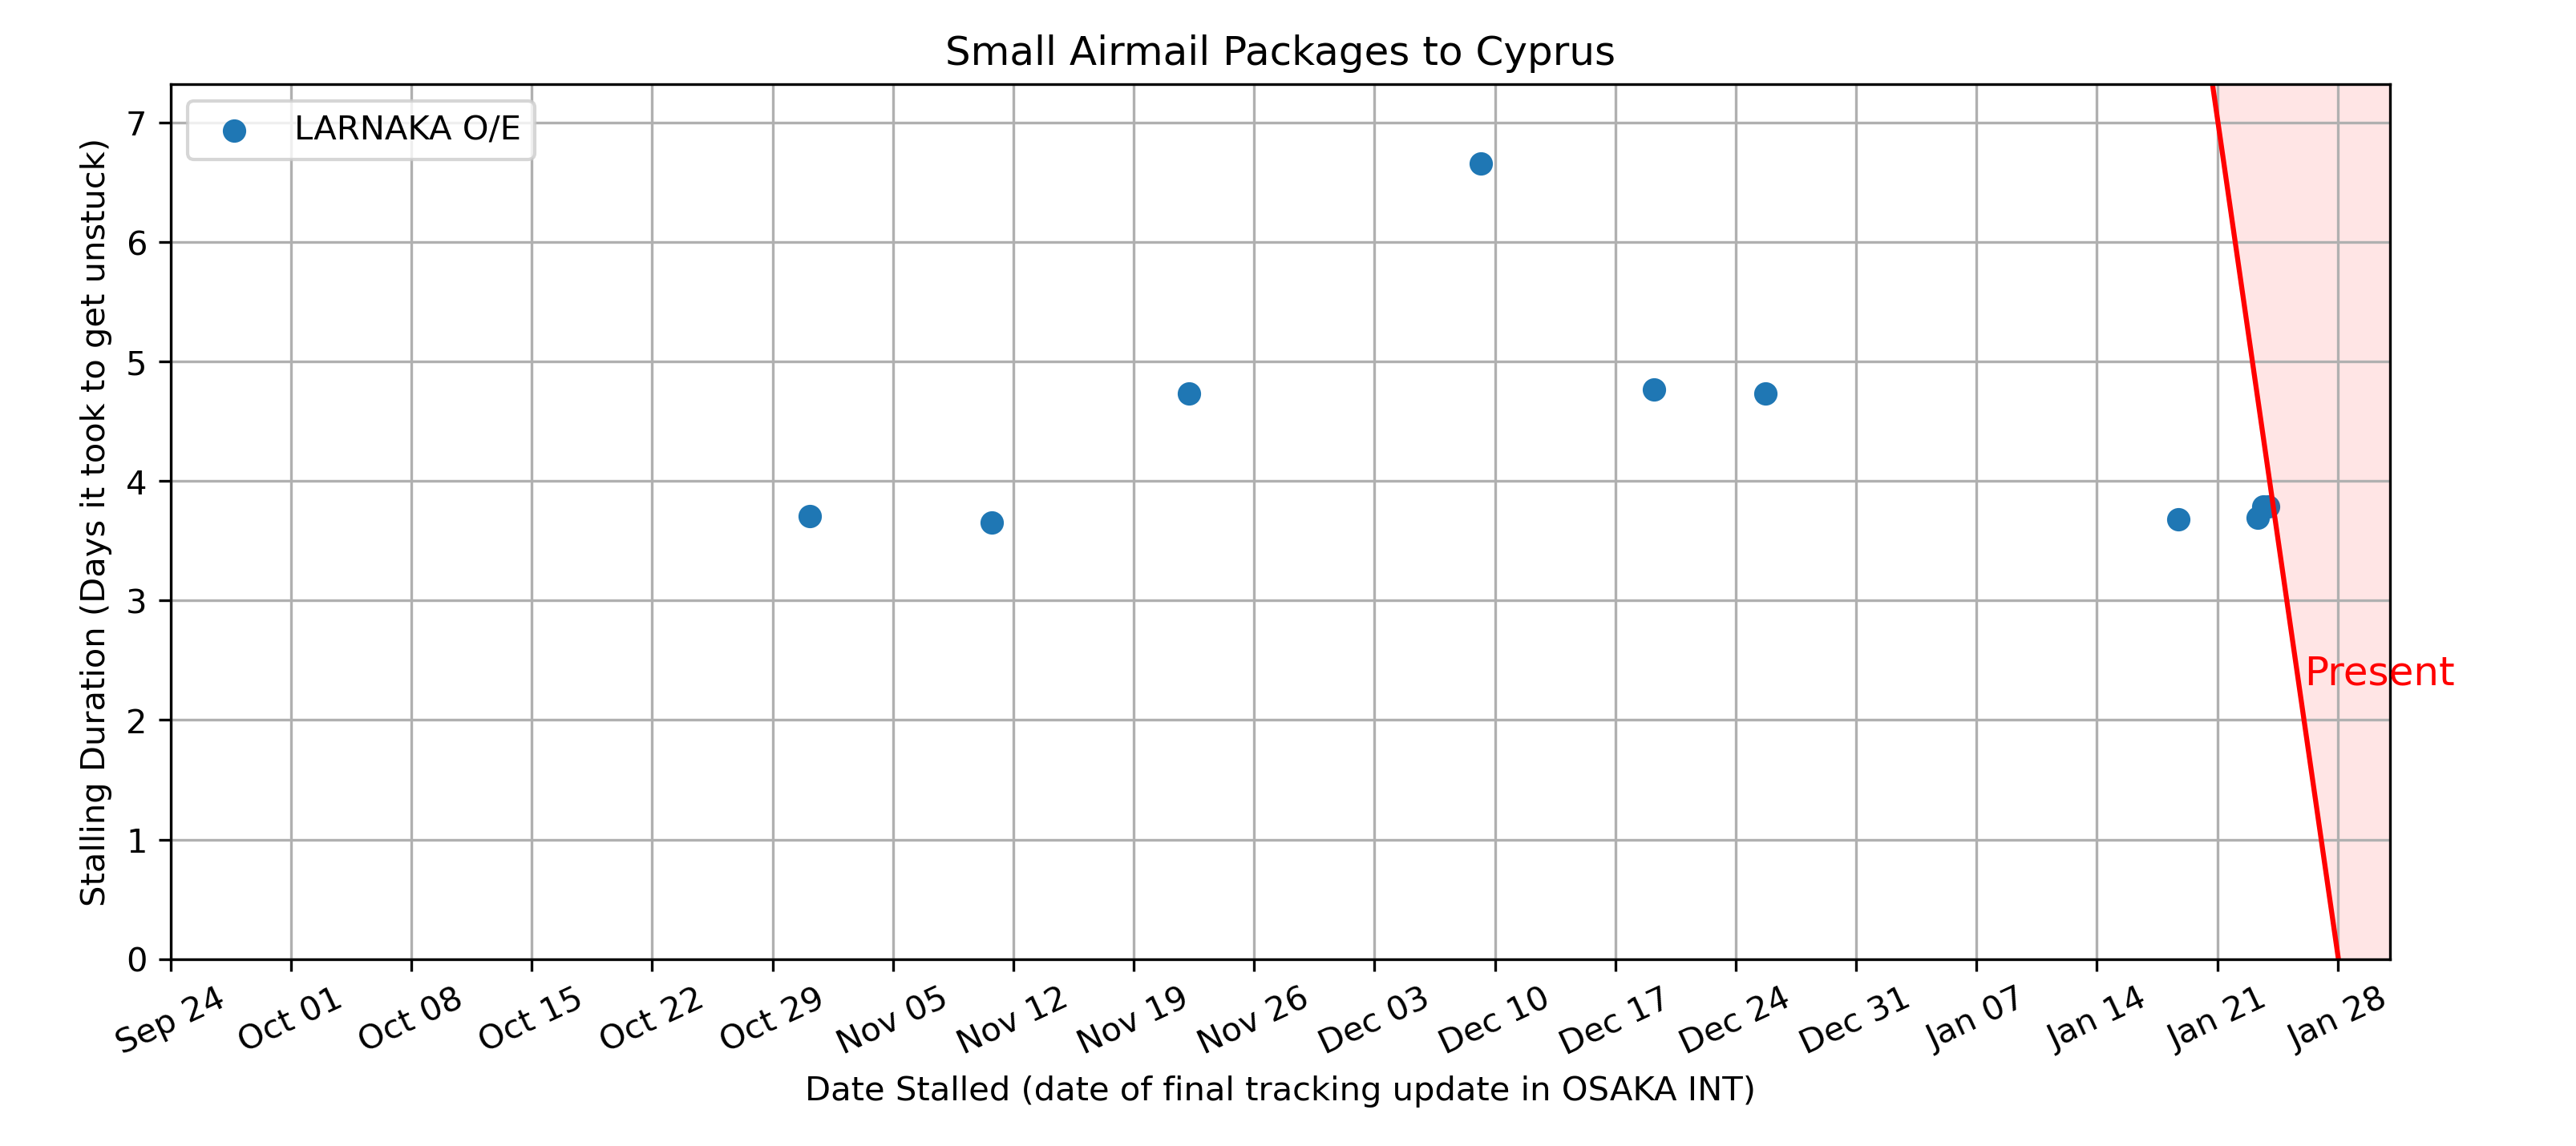 Small Airmail Packages to Cyprus
LARNAKA O/E
Stalling Duration (Days it took to get unstuck)
7
6
5
4
3
2
1
0
Present
Sep 24
Oct 01
Oct 08
Oct 15
Oct 22
Oct 29
Nov 05
Nov 12
Nov 19
Nov 26
Dec 03
Dec 10
Dec 17
Dec 24
Dec 31
Jan 07
Jan 14
Jan 21
Jan 28
Date Stalled (date of final tracking update in OSAKA INT)